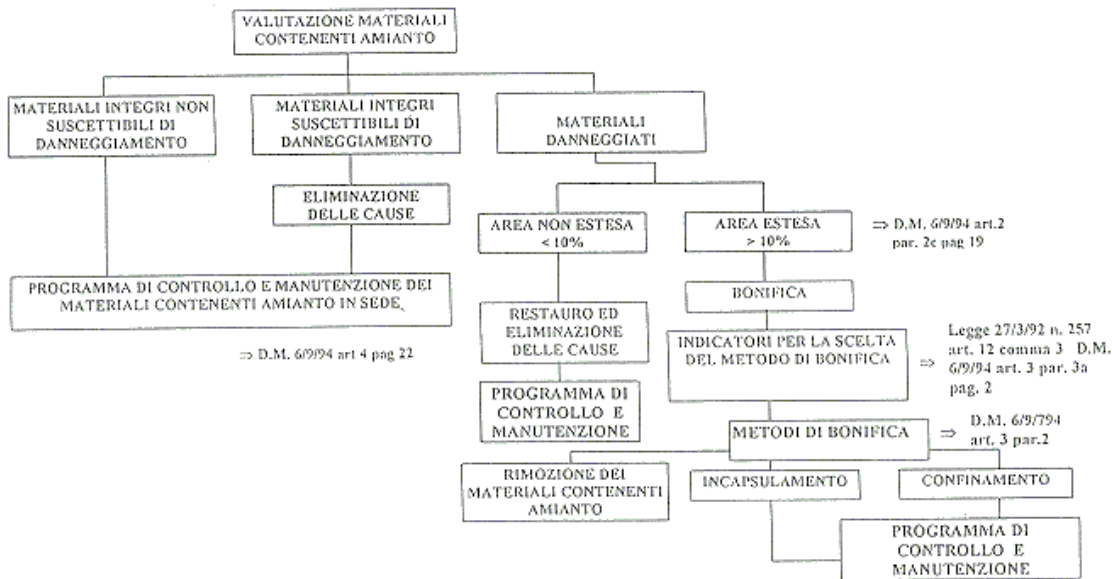 VALUTAZIONE MATERIALI
CONTENENTI AMIANTO
MATERIALI INTEGRI NON
SUSCETTIBILI DI
DANNEGGIAMENTO
MATERIALI INTEGRI
SUSCETTIBILI DI
DANNEGGIAMENTO
MATERIALI
DANNEGGIATI
ELIMINAZIONE
DELLE CAUSE
AREA NON ESTESA
< 10%
AREA ESTESA
> 10%
⇒ D.M. 6/9/94 art.2
par. 2c pag 19
PROGRAMMA DI CONTROLLO E MANUTENZIONE DEI
MATERIALI CONTENENTI AMIANTO IN SEDE
BONIFICA
⇒ D.M. 6/9/94 art 4 pag 22
RESTAURO ED
ELIMINAZIONE
DELLE CAUSE
INDICATORI PER LA SCELTA
DEL METODO DI BONIFICA
⇒ Legge 27/3/92 n. 257
art. 12 comma 3 D.M.
6/9/94 art. 3 par. 3a
pag. 2
PROGRAMMA DI
CONTROLLO E
MANUTENZIONE
METODI DI BONIFICA
⇒ D.M. 6/9/794
art. 3 par.2
RIMOZIONE DEI
MATERIALI CONTENENTI
AMIANTO
INCAPSULAMENTO
CONFINAMENTO
PROGRAMMA DI
CONTROLLO E
MANUTENZIONE